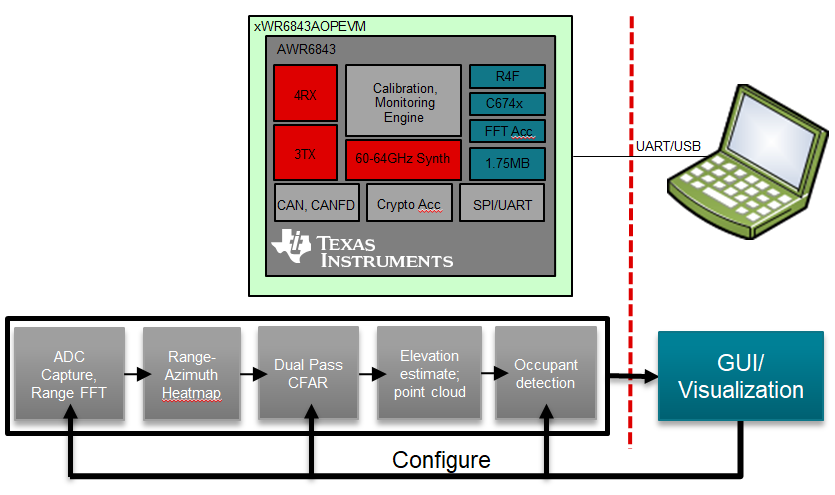 xWR6843AOPEVM
AWR6843
4RX
Calibration,
Monitoring
Engine
R4F
C674x
FFT Acc.
3TX
60-64GHz Synth
1.75MB
CAN, CANFD
Crypto Acc
SPI/UART
TEXAS
INSTRUMENTS
UART/USB
ADC
Capture,
Range FFT
Range-
Azimuth
Heatmap
Dual Pass
CFAR
Elevation
estimate;
point cloud
Occupant
detection
GUI/
Visualization
Configure